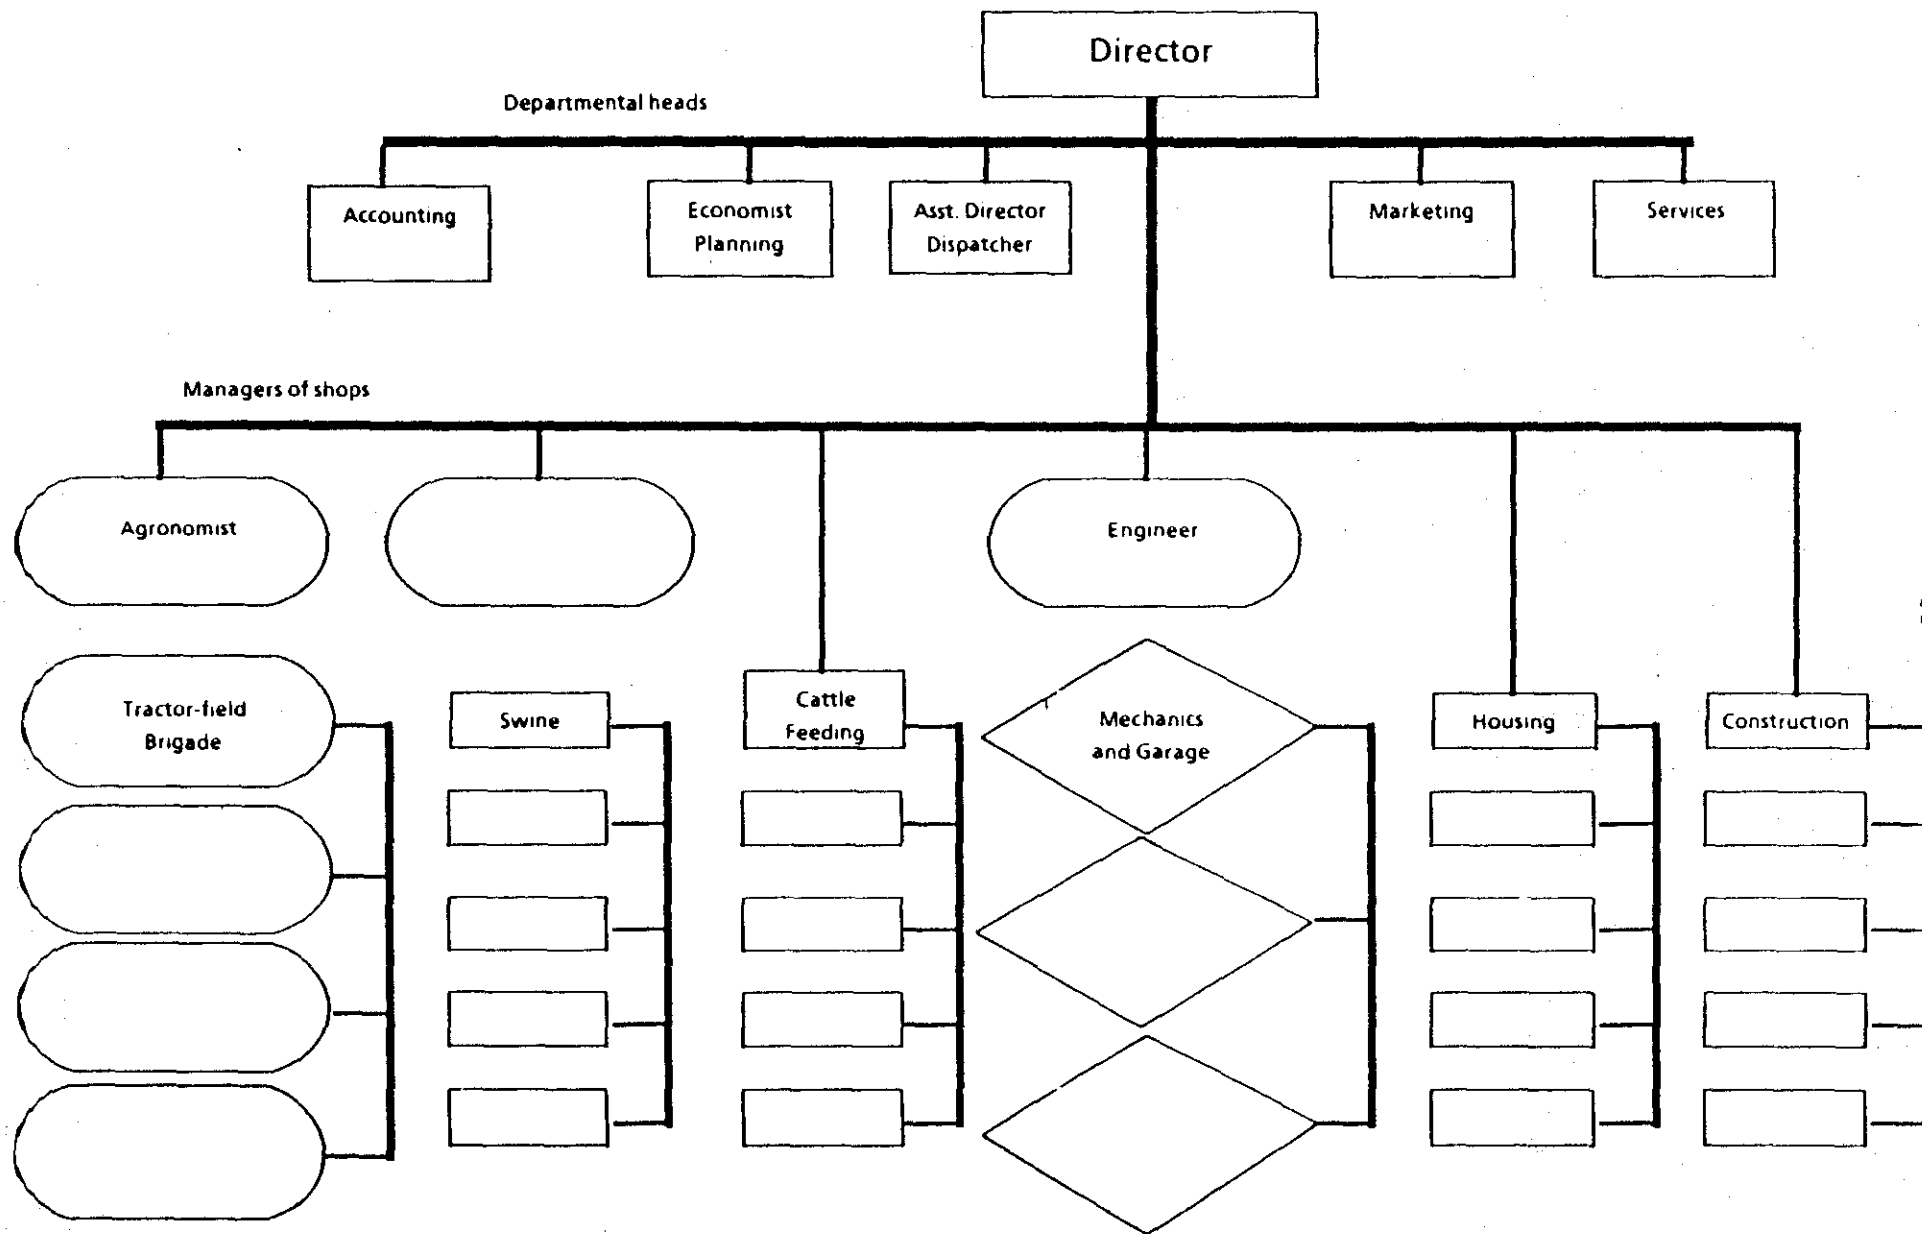 Director
Departmental heads
Accounting
Economist
Planning
Asst. Director
Dispatcher
Marketing
Services
Managers of shops
Agronomist
Engineer
Tractor-field
Brigade
Swine
Cattle
Feeding
Mechanics
and Garage
Housing
Construction